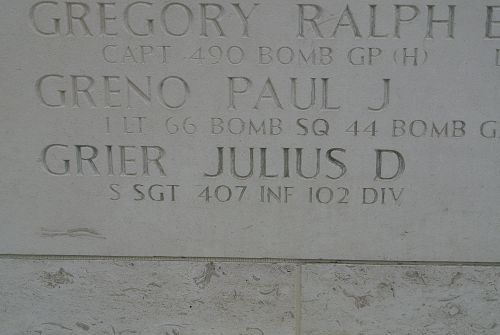 GREGORY RALPH
CAPT 490 BOMB GP (H)
GRENO PAUL J
1 LT 66 BOMB SQ 44 BOMB G
GRIER JULIUS D
S SGT 407 INF 102 DIV